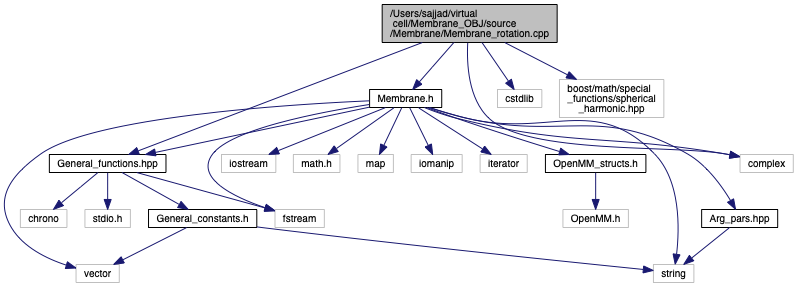 /Users/sajjad/virtual
cell/Membrane_OBJ/source
/Membrane/Membrane_rotation.cpp
Membrane.h
cstdlib
boost/math/special
_functions/spherical
_harmonic.hpp
General_functions.hpp
iostream
math.h
map
iomanip
iterator
OpenMM_structs.h
complex
chrono
stdio.h
General_constants.h
fstream
OpenMM.h
Arg_pars.hpp
vector
string